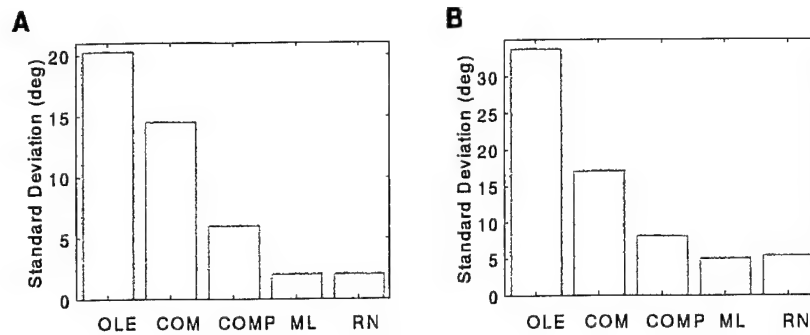 A
Standard Deviation (deg)
20
15
10
5
0
OLE COM COMP ML RN
B
Standard Deviation (deg)
30
25
20
15
10
5
0
OLE COM COMP ML RN